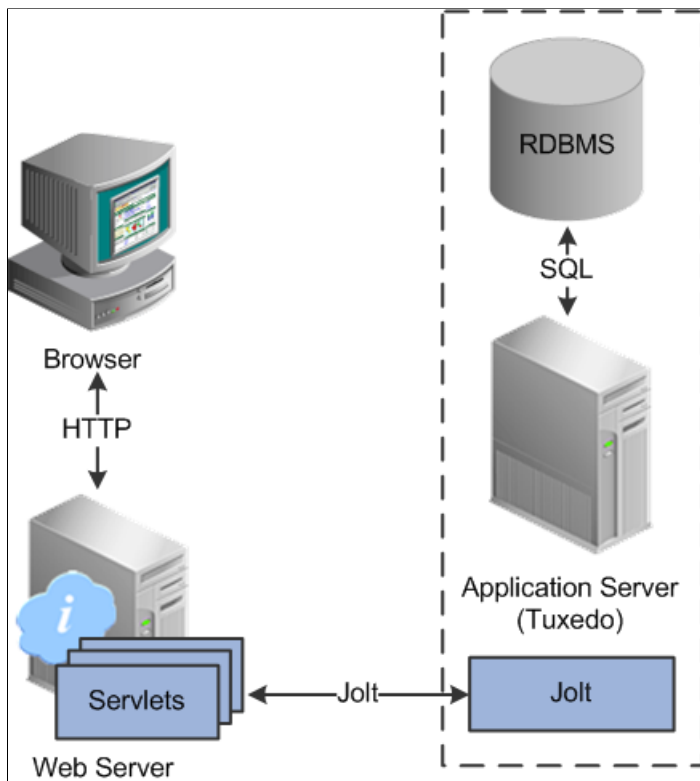 RDBMS
SQL
Browser
HTTP
Application Server
(Tuxedo)
i
Servlets
Jolt
Jolt
Web Server